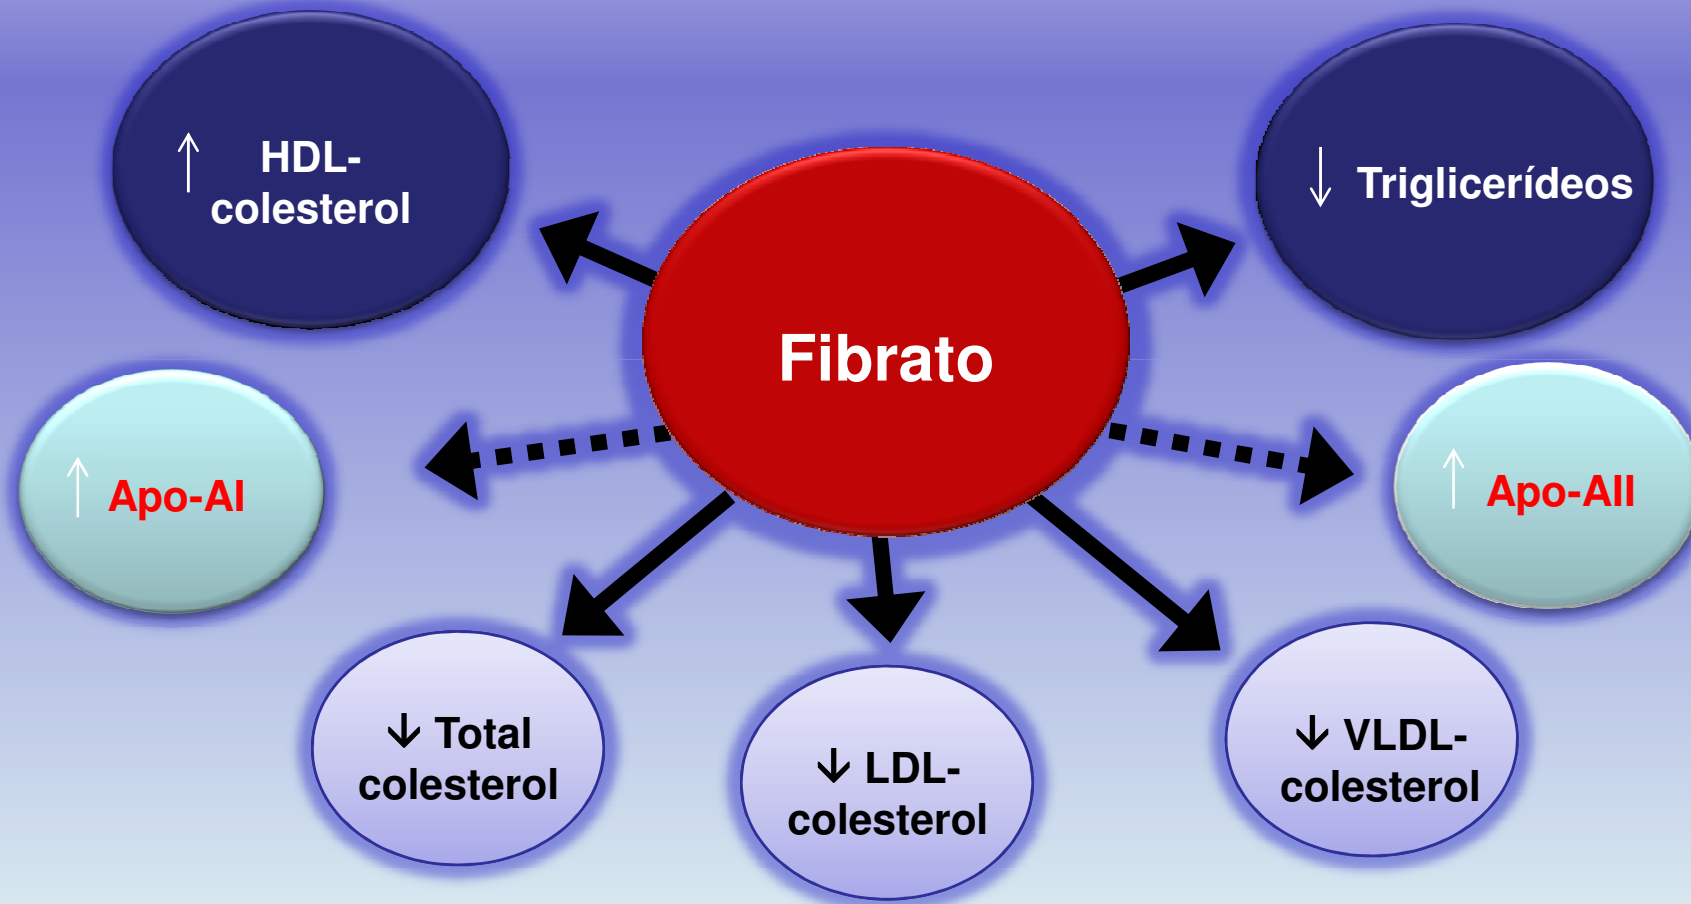 ↑ HDL-
colesterol
↓ Triglicerídeos
Fibrato
↑ Apo-AI
↑ Apo-AII
↓ Total
colesterol
↓ LDL-
colesterol
↓ VLDL-
colesterol